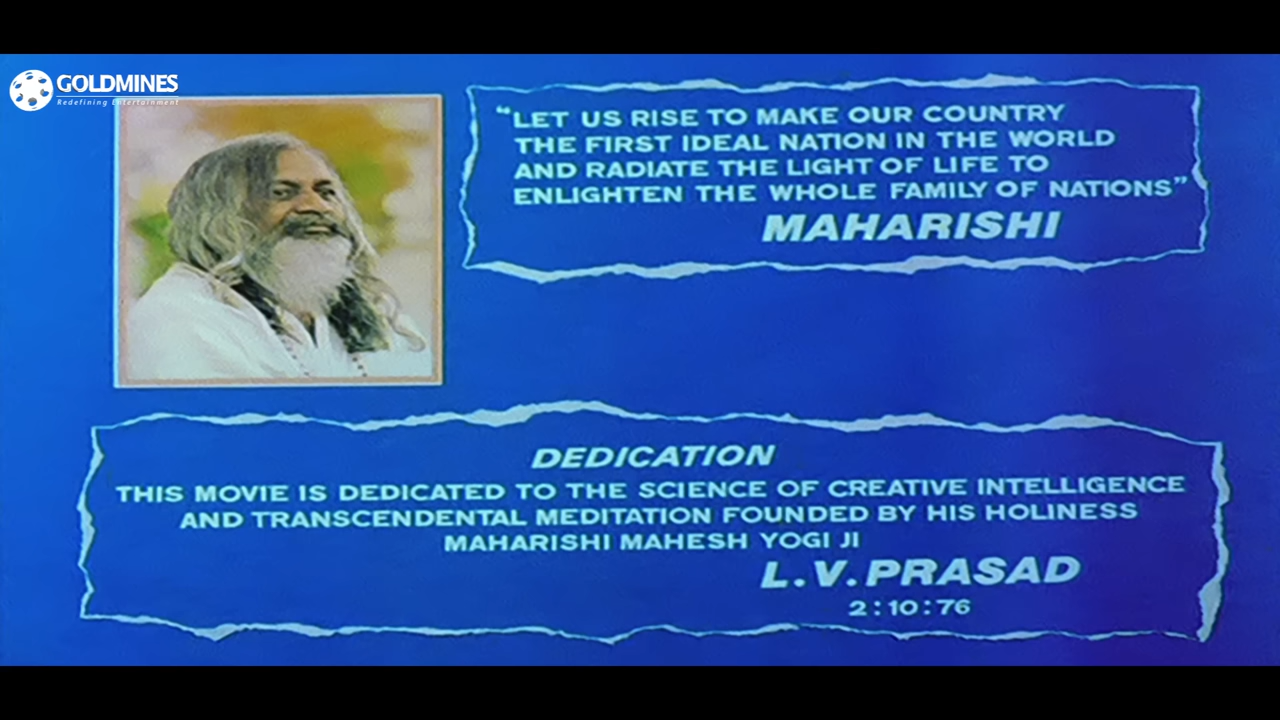 GOLDMINES
Redefining Entertainment
"LET US RISE TO MAKE OUR COUNTRY
THE FIRST IDEAL NATION IN THE WORLD
AND RADIATE THE LIGHT OF LIFE TO
ENLIGHTEN THE WHOLE FAMILY OF NATIONS"
MAHARISHI
DEDICATION
THIS MOVIE IS DEDICATED TO THE SCIENCE OF CREATIVE INTELLIGENCE
AND TRANSCENDENTAL MEDITATION FOUNDED BY HIS HOLINESS
MAHARISHI MAHESH YOGI JI
L.V. PRASAD
2:10:76